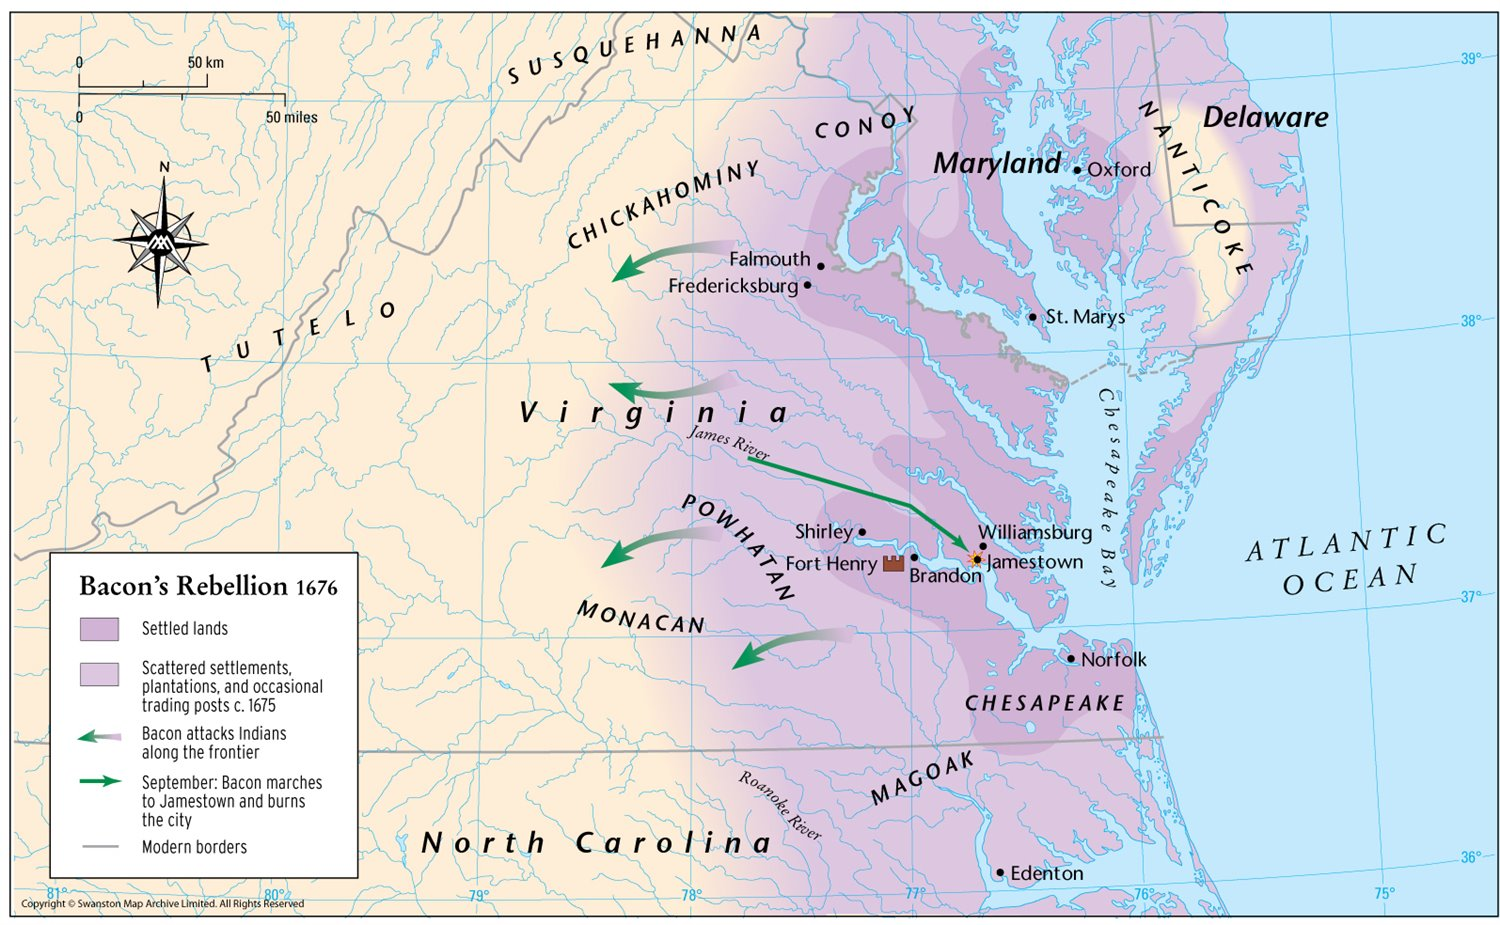 SUSQUEHANNA
0 50 km
0 50 miles
N
CONOY
NANTICOKE
Delaware
Maryland
Oxford
CHICKAHOMINY
Falmouth
Fredericksburg
St. Marys
TUTELO
Virginia
James River
Chesapeake Bay
POWHATAN
Shirley
Williamsburg
Fort Henry
Brandon
Jamestown
ATLANTIC
OCEAN
MONACAN
Norfolk
CHESAPEAKE
MAGOAK
Roanoke River
North Carolina
Edenton
39°
38°
37°
36°
81°
80°
79°
78°
77°
76°
75°
Bacon's Rebellion 1676
Settled lands
Scattered settlements,
plantations, and occasional
trading posts c. 1675
Bacon attacks Indians
along the frontier
September: Bacon marches
to Jamestown and burns
the city
Modern borders
Copyright © Swanston Map Archive Limited. All Rights Reserved